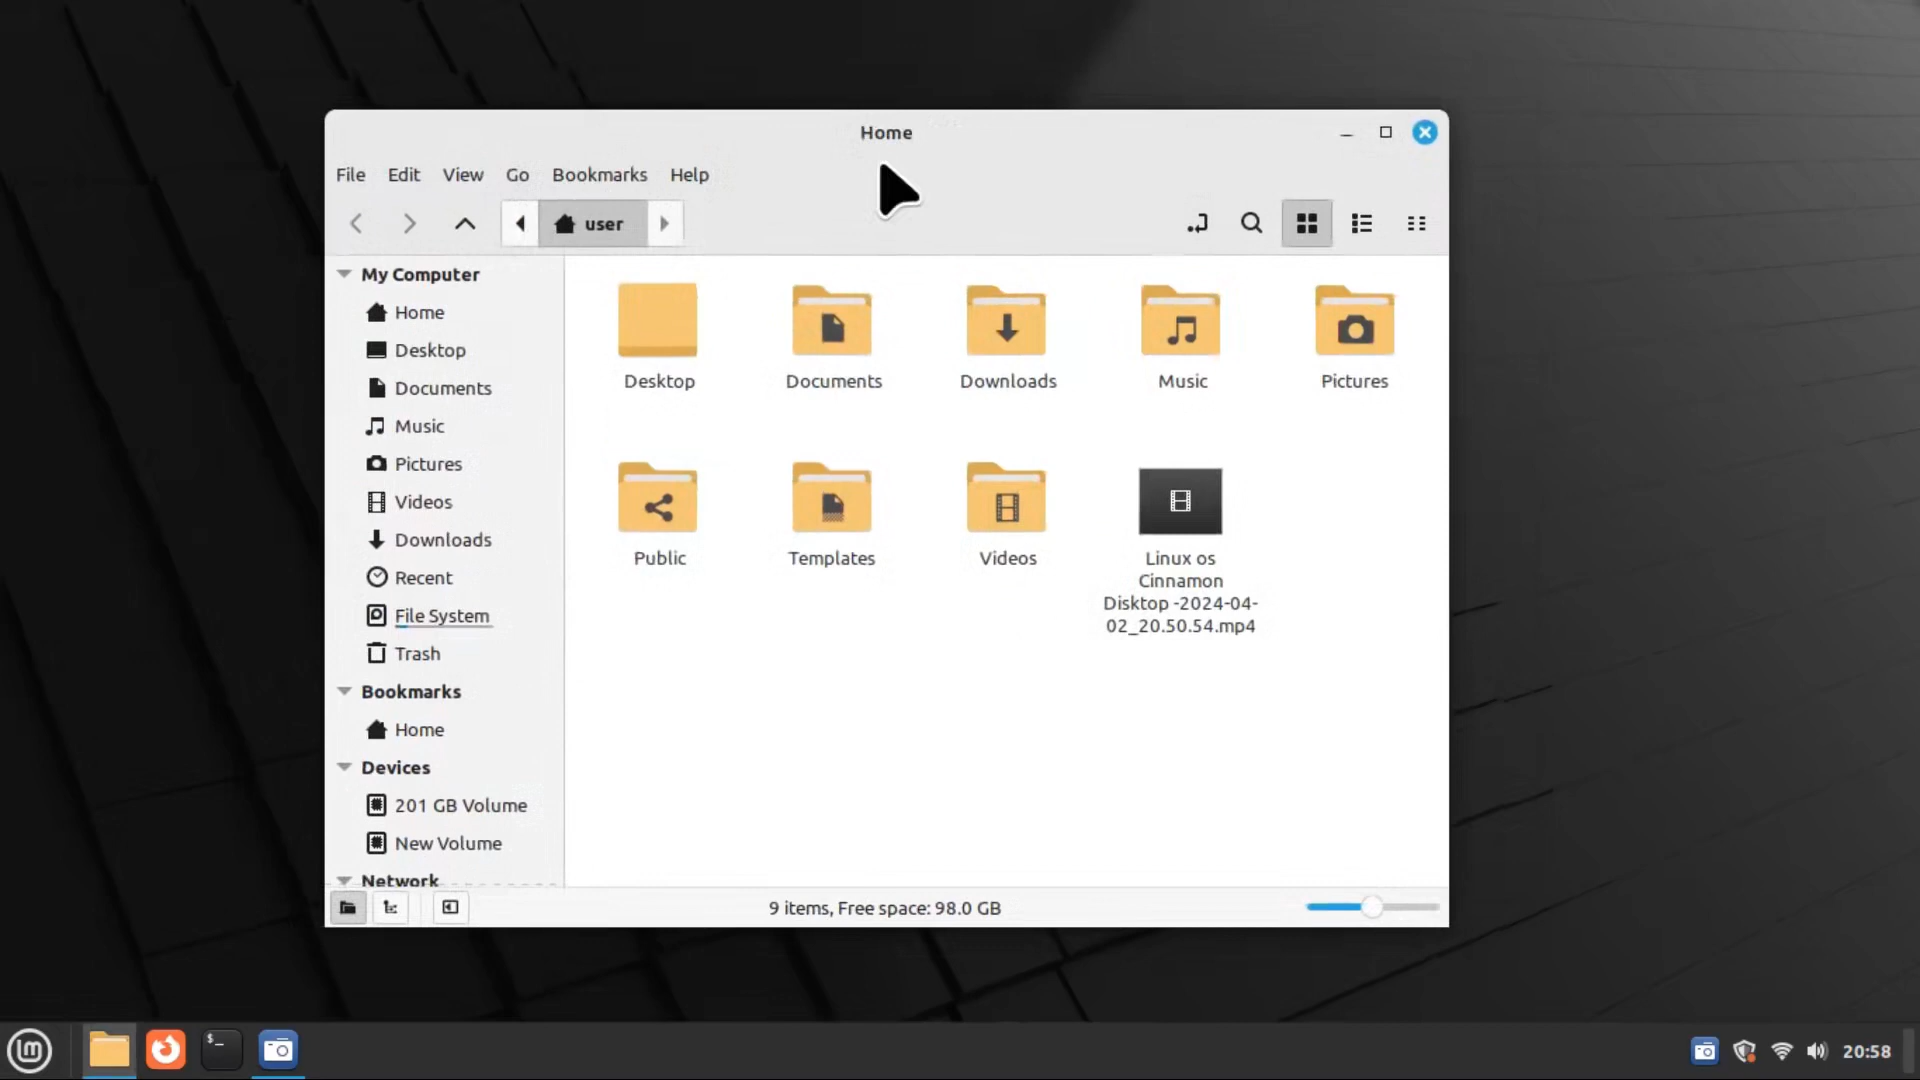 Home
File Edit View Go Bookmarks Help
user
My Computer
Home
Desktop
Documents
Music
Pictures
Videos
Downloads
Recent
File System
Trash
Bookmarks
Home
Devices
201 GB Volume
New Volume
Network
Desktop Documents Downloads Music Pictures
Public Templates Videos Linux os
Cinnamon
Disktop -2024-04-
02_20.50.54.mp4
9 items, Free space: 98.0 GB
$_
20:58